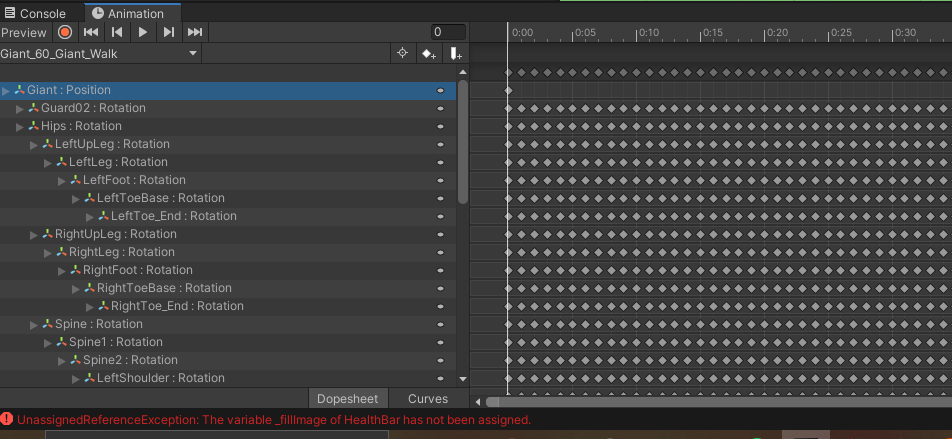 Console Animation
Preview 0 0:00 0:05 0:10 0:15 0:20 0:25 0:30
Giant_60_Giant_Walk
Giant : Position
Guard02 : Rotation
Hips : Rotation
LeftUpLeg : Rotation
LeftLeg : Rotation
LeftFoot : Rotation
LeftToeBase : Rotation
LeftToe_End : Rotation
RightUpLeg : Rotation
RightLeg : Rotation
RightFoot : Rotation
RightToeBase : Rotation
RightToe_End : Rotation
Spine : Rotation
Spine1 : Rotation
Spine2 : Rotation
LeftShoulder : Rotation
Dopesheet Curves
UnassignedReferenceException: The variable _fillImage of HealthBar has not been assigned.